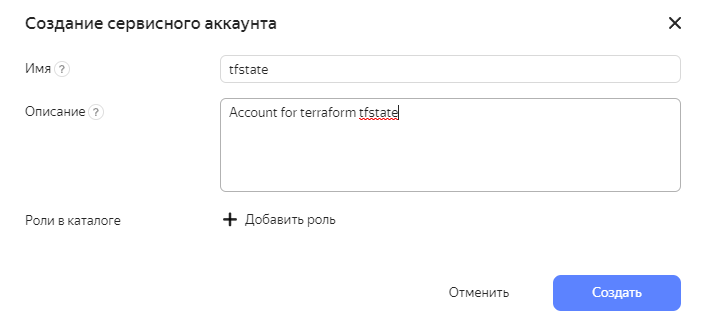 Создание сервисного аккаунта
Имя ?
tfstate
Описание ?
Account for terraform tfstate
Роли в каталоге
Добавить роль
Отменить
Создать